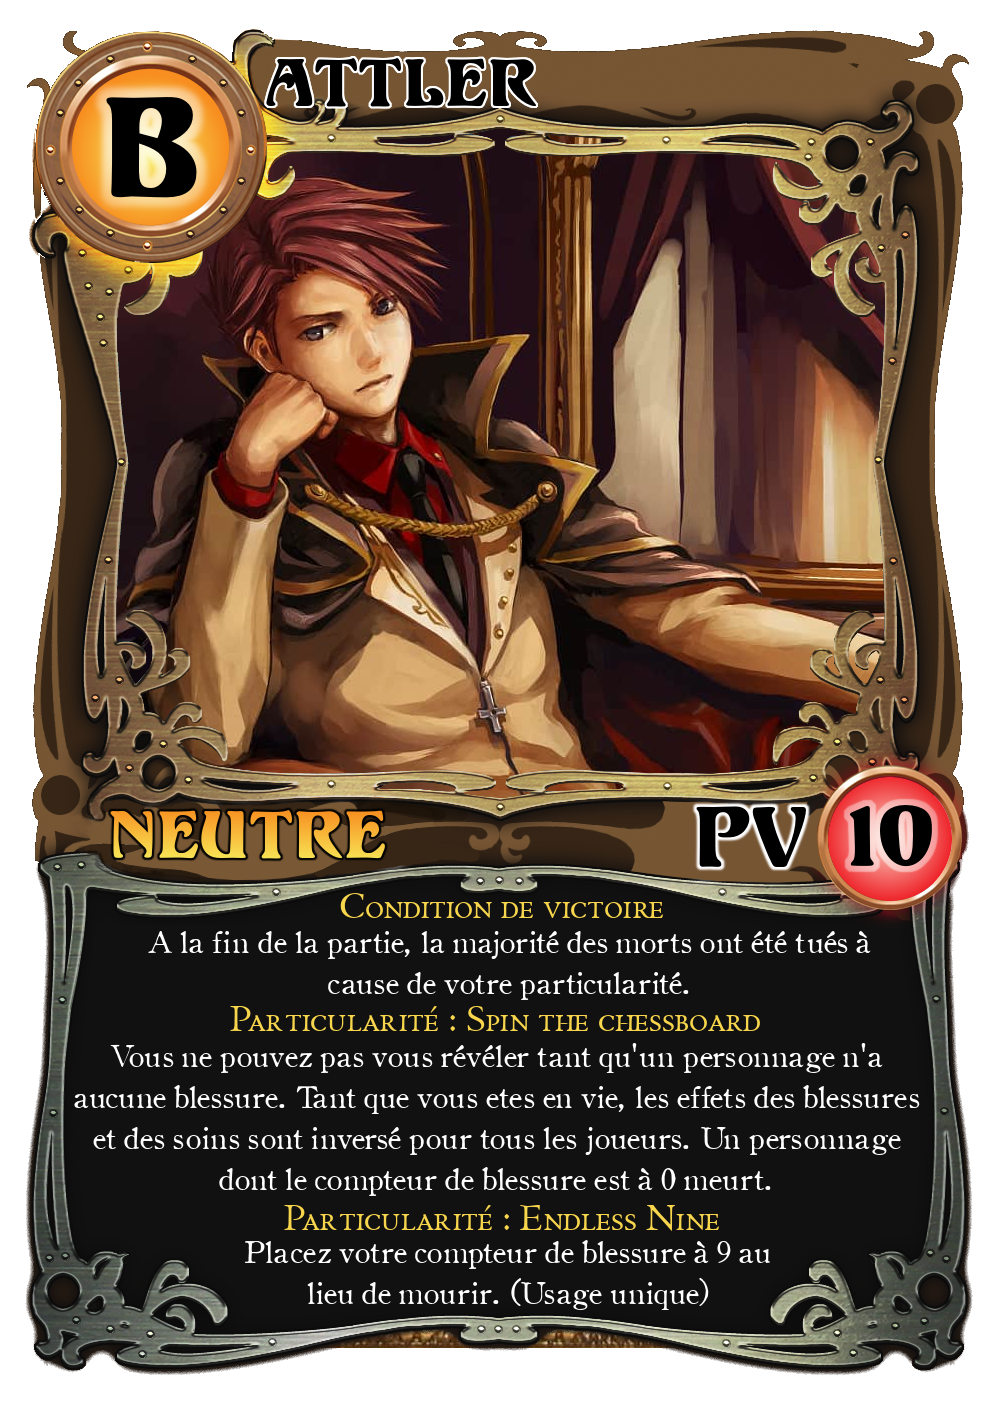 BATTLER
NEUTRE
PV 10
Condition de victoire
A la fin de la partie, la majorité des morts ont été tués à
cause de votre particularité.
Particularité : Spin the chessboard
Vous ne pouvez pas vous révéler tant qu'un personnage n'a
aucune blessure. Tant que vous etes en vie, les effets des blessures
et des soins sont inversé pour tous les joueurs. Un personnage
dont le compteur de blessure est à 0 meurt.
Particularité : Endless Nine
Placez votre compteur de blessure à 9 au
lieu de mourir. (Usage unique)